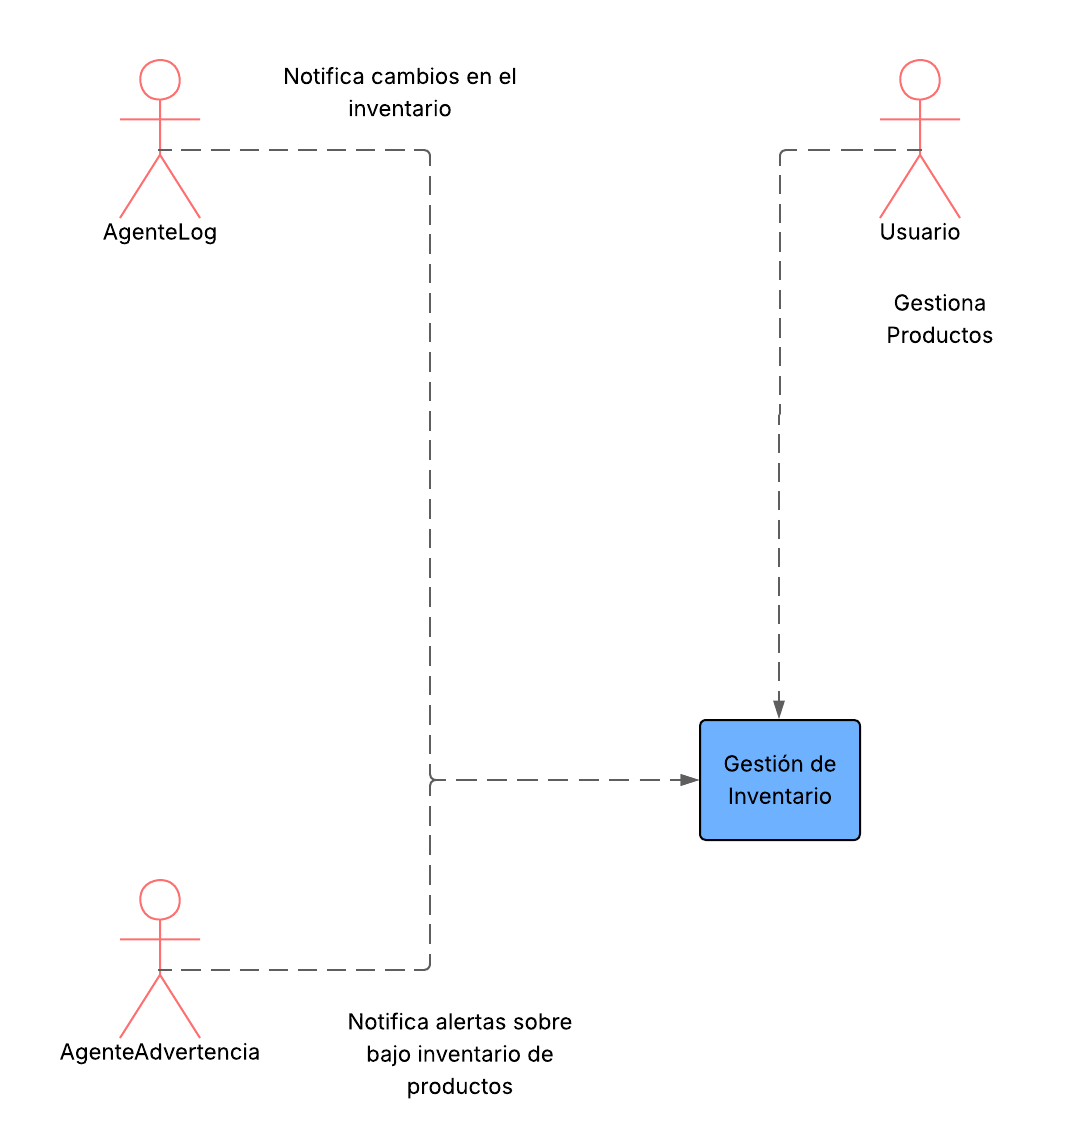 Notifica cambios en el
inventario
AgenteLog
Usuario
Gestiona
Productos
Gestión de
Inventario
AgenteAdvertencia
Notifica alertas sobre
bajo inventario de
productos